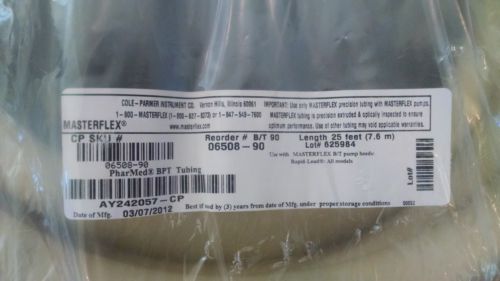 COLE-PARMER INSTRUMENT CO. Vernon Hills, Illinois 60061
1-800-MASTERFLEX (1-800-627-8373) or 1-847-549-7600
www.masterflex.com
IMPORTANT: Use only MASTERFLEX precision tubing with MASTERFLEX pumps.
MASTERFLEX precision tubing is precision extruded & optically inspected to ensure
optimum performance. Use of other tubing may void applicable warranties.
MASTERFLEX®
CP SKU #
Reorder # B/T 90
06508-90
Length 25 feet (7.6 m)
Lot# 625984
Use with MASTERFLEX B/T pump heads:
Rapid Load®: All models
06508-90
PharMed® BPT Tubing
AY242057-CP
Date of Mfg. 03/07/2012
Best if used by (3) years from date of Mfg., under proper storage conditions
Lot#